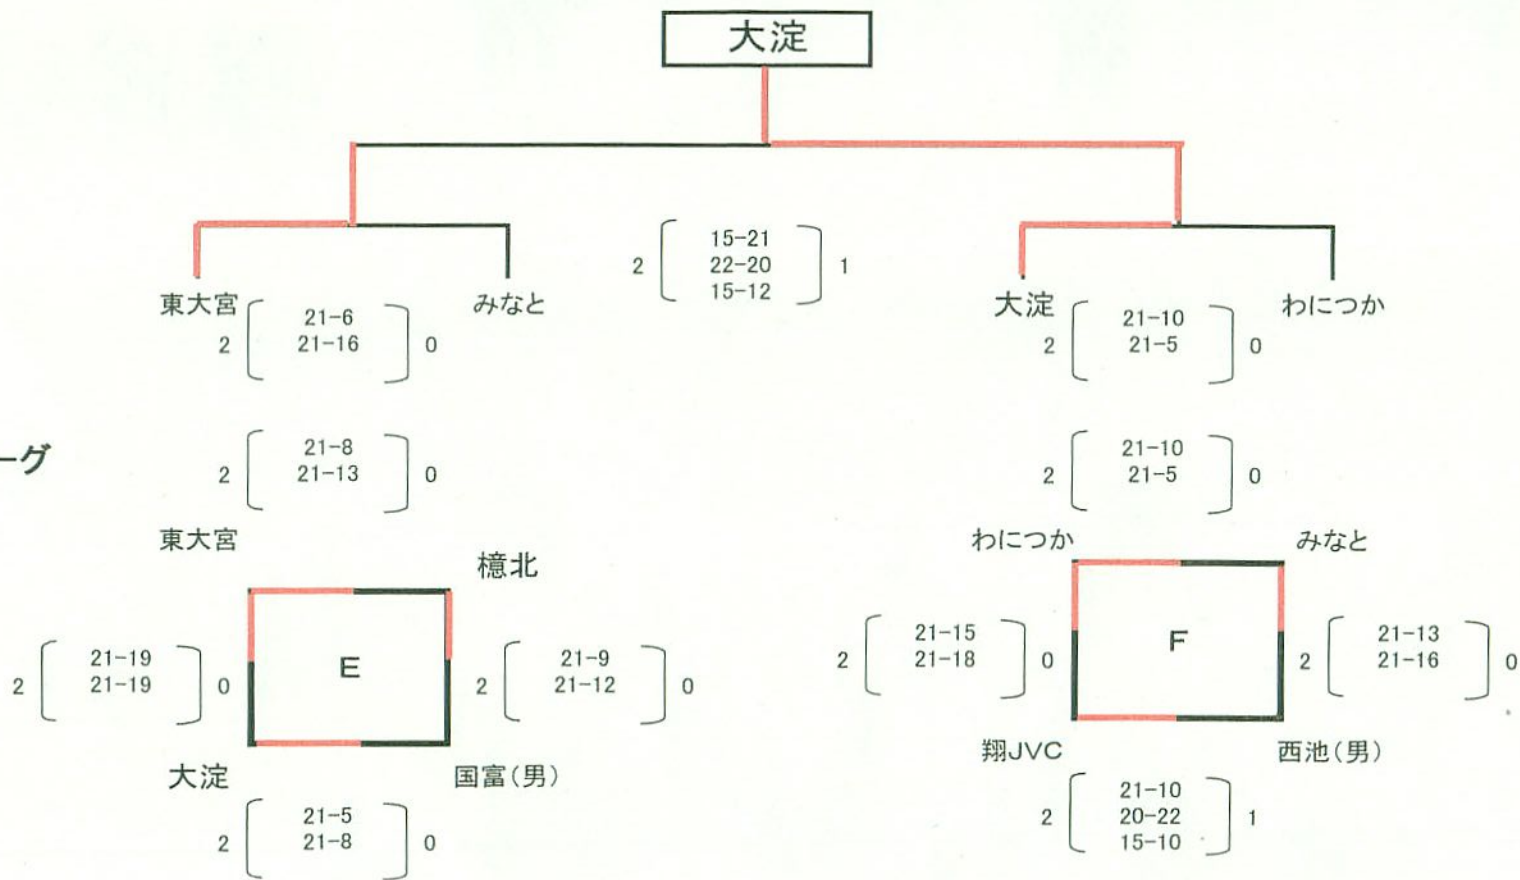 大淀
15-21
2 22-20 1
15-12
東大宮 みなと 大淀 わにつか
21-6 21-10
2 21-16 0 2 21-5 0
21-8 21-10
ーグ 2 21-13 0 2 21-5 0
東大宮 檍北 わにつか みなと
21-19 E 21-9 21-15 F 21-13
2 21-19 0 2 21-12 0 2 21-18 0 2 21-16 0
大淀 国富(男) 翔JVC 西池(男)
21-5 21-10
2 21-8 0 2 20-22 1
15-10